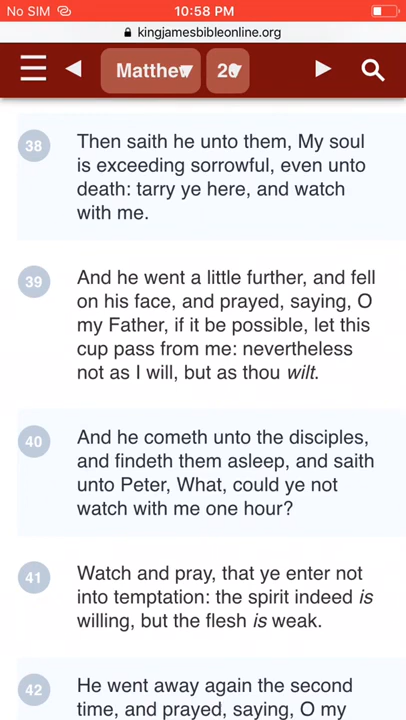 No SIM 10:58 PM
kingjamesbibleonline.org
Matthew
38 Then saith he unto them, My soul
is exceeding sorrowful, even unto
death: tarry ye here, and watch
with me.
39 And he went a little further, and fell
on his face, and prayed, saying, O
my Father, if it be possible, let this
cup pass from me: nevertheless
not as I will, but as thou wilt.
40 And he cometh unto the disciples,
and findeth them asleep, and saith
unto Peter, What, could ye not
watch with me one hour?
41 Watch and pray, that ye enter not
into temptation: the spirit indeed is
willing, but the flesh is weak.
42 He went away again the second
time, and prayed, saying, O my